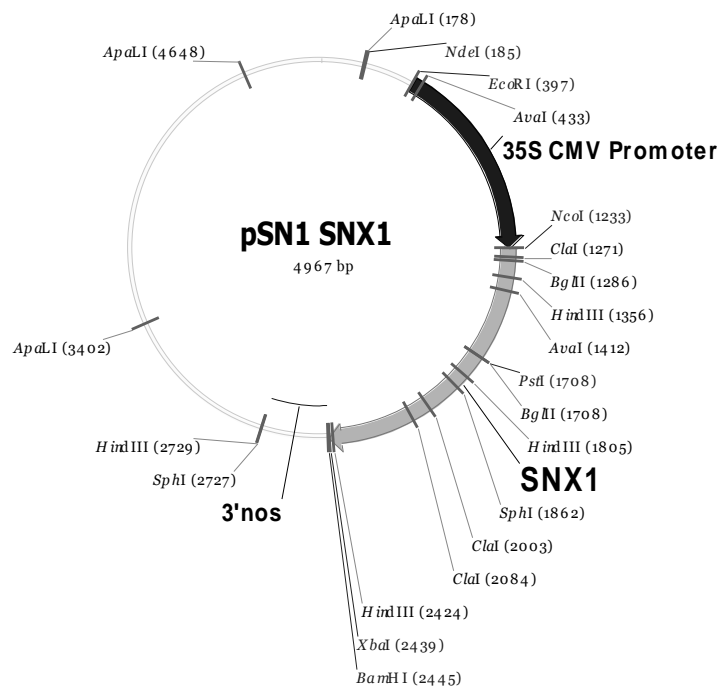 ApaLI (178)
NdeI (185)
ApaLI (4648)
EcoRI (397)
AvaI (433)
35S CMV Promoter
NcoI (1233)
pSN1 SNX1
4967 bp
ClaI (1271)
BglII (1286)
HindIII (1356)
AvaI (1412)
ApaLI (3402)
PstI (1708)
BglII (1708)
HindIII (1805)
HindIII (2729)
SphI (2727)
SNX1
3'nos
SphI (1862)
ClaI (2003)
ClaI (2084)
HindIII (2424)
XbaI (2439)
BamHI (2445)